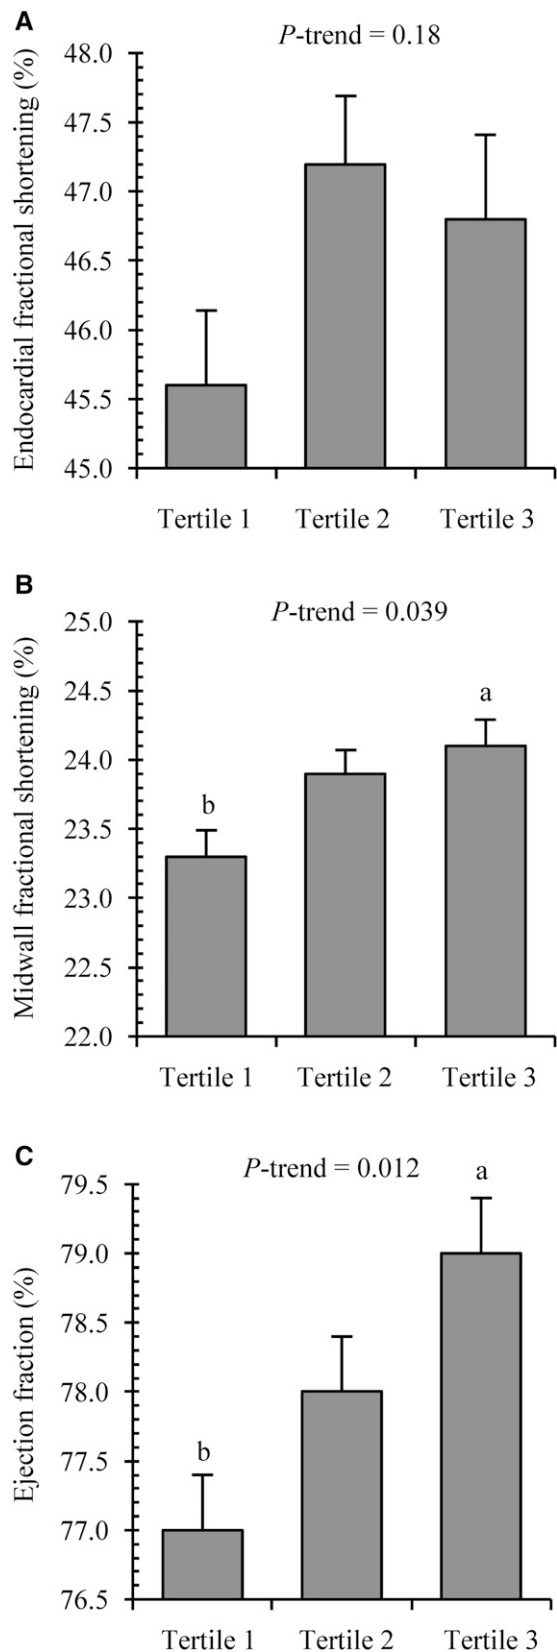 A
P-trend = 0.18
Endocardial fractional shortening (%)
48.0
47.5
47.0
46.5
46.0
45.5
45.0
Tertile 1 Tertile 2 Tertile 3
B
P-trend = 0.039
Midwall fractional shortening (%)
25.0
24.5
24.0
23.5
23.0
22.5
22.0
b
a
Tertile 1 Tertile 2 Tertile 3
C
P-trend = 0.012
Ejection fraction (%)
79.5
79.0
78.5
78.0
77.5
77.0
76.5
b
a
Tertile 1 Tertile 2 Tertile 3